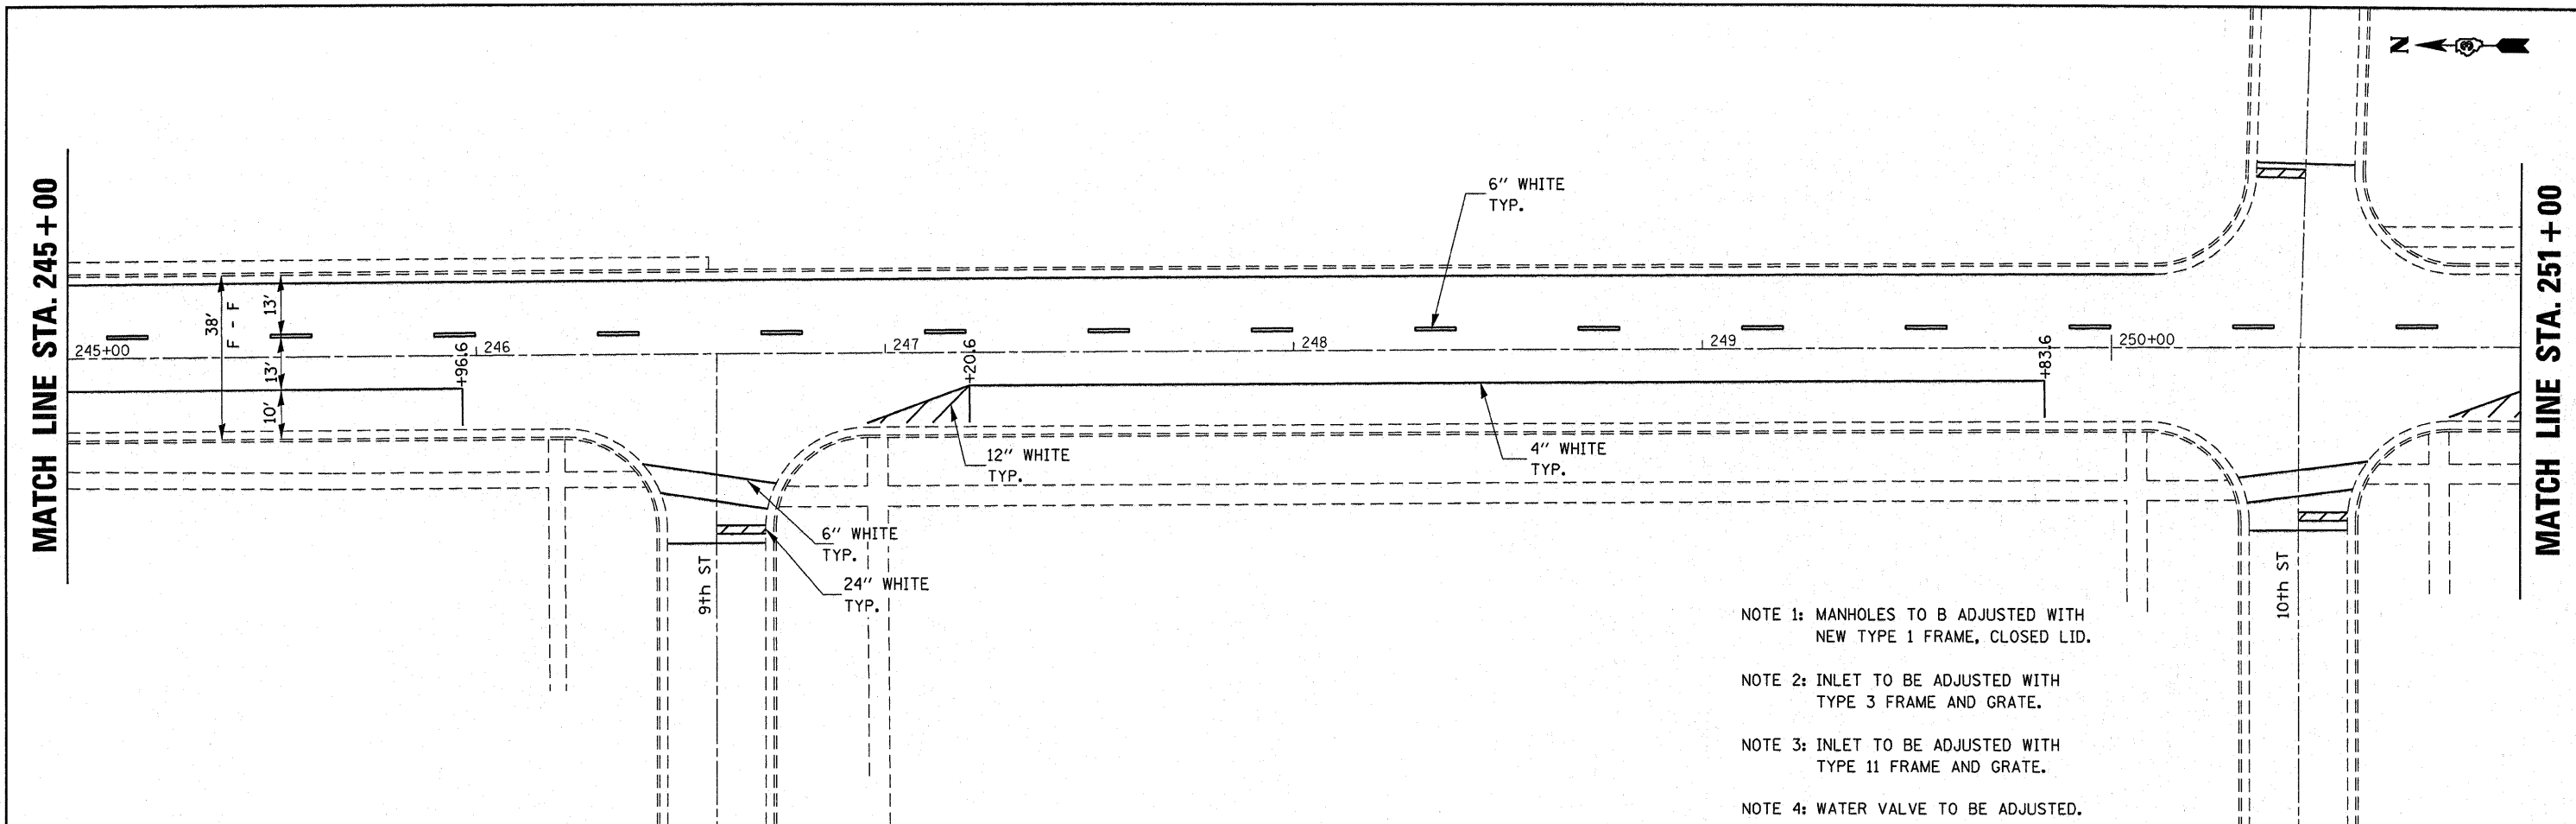 N
3
MATCH LINE STA. 245+00
MATCH LINE STA. 251+00
6" WHITE
TYP.
38'
F - F
13'
13'
10'
245+00
+96.6
246
247
+20.6
248
249
+83.6
250+00
12" WHITE
TYP.
4" WHITE
TYP.
6" WHITE
TYP.
24" WHITE
TYP.
9th ST
10th ST
NOTE 1: MANHOLES TO B ADJUSTED WITH
NEW TYPE 1 FRAME, CLOSED LID.
NOTE 2: INLET TO BE ADJUSTED WITH
TYPE 3 FRAME AND GRATE.
NOTE 3: INLET TO BE ADJUSTED WITH
TYPE 11 FRAME AND GRATE.
NOTE 4: WATER VALVE TO BE ADJUSTED.